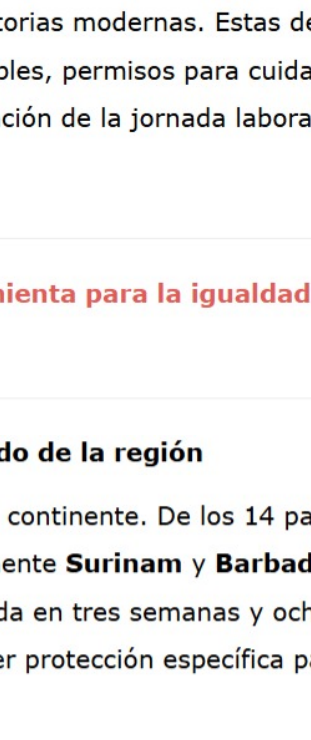 torias modernas. Estas de
bles, permisos para cuida
ción de la jornada labora
ienta para la igualdad
do de la región
continente. De los 14 pa
ente Surinam y Barbad
da en tres semanas y och
er protección específica pa